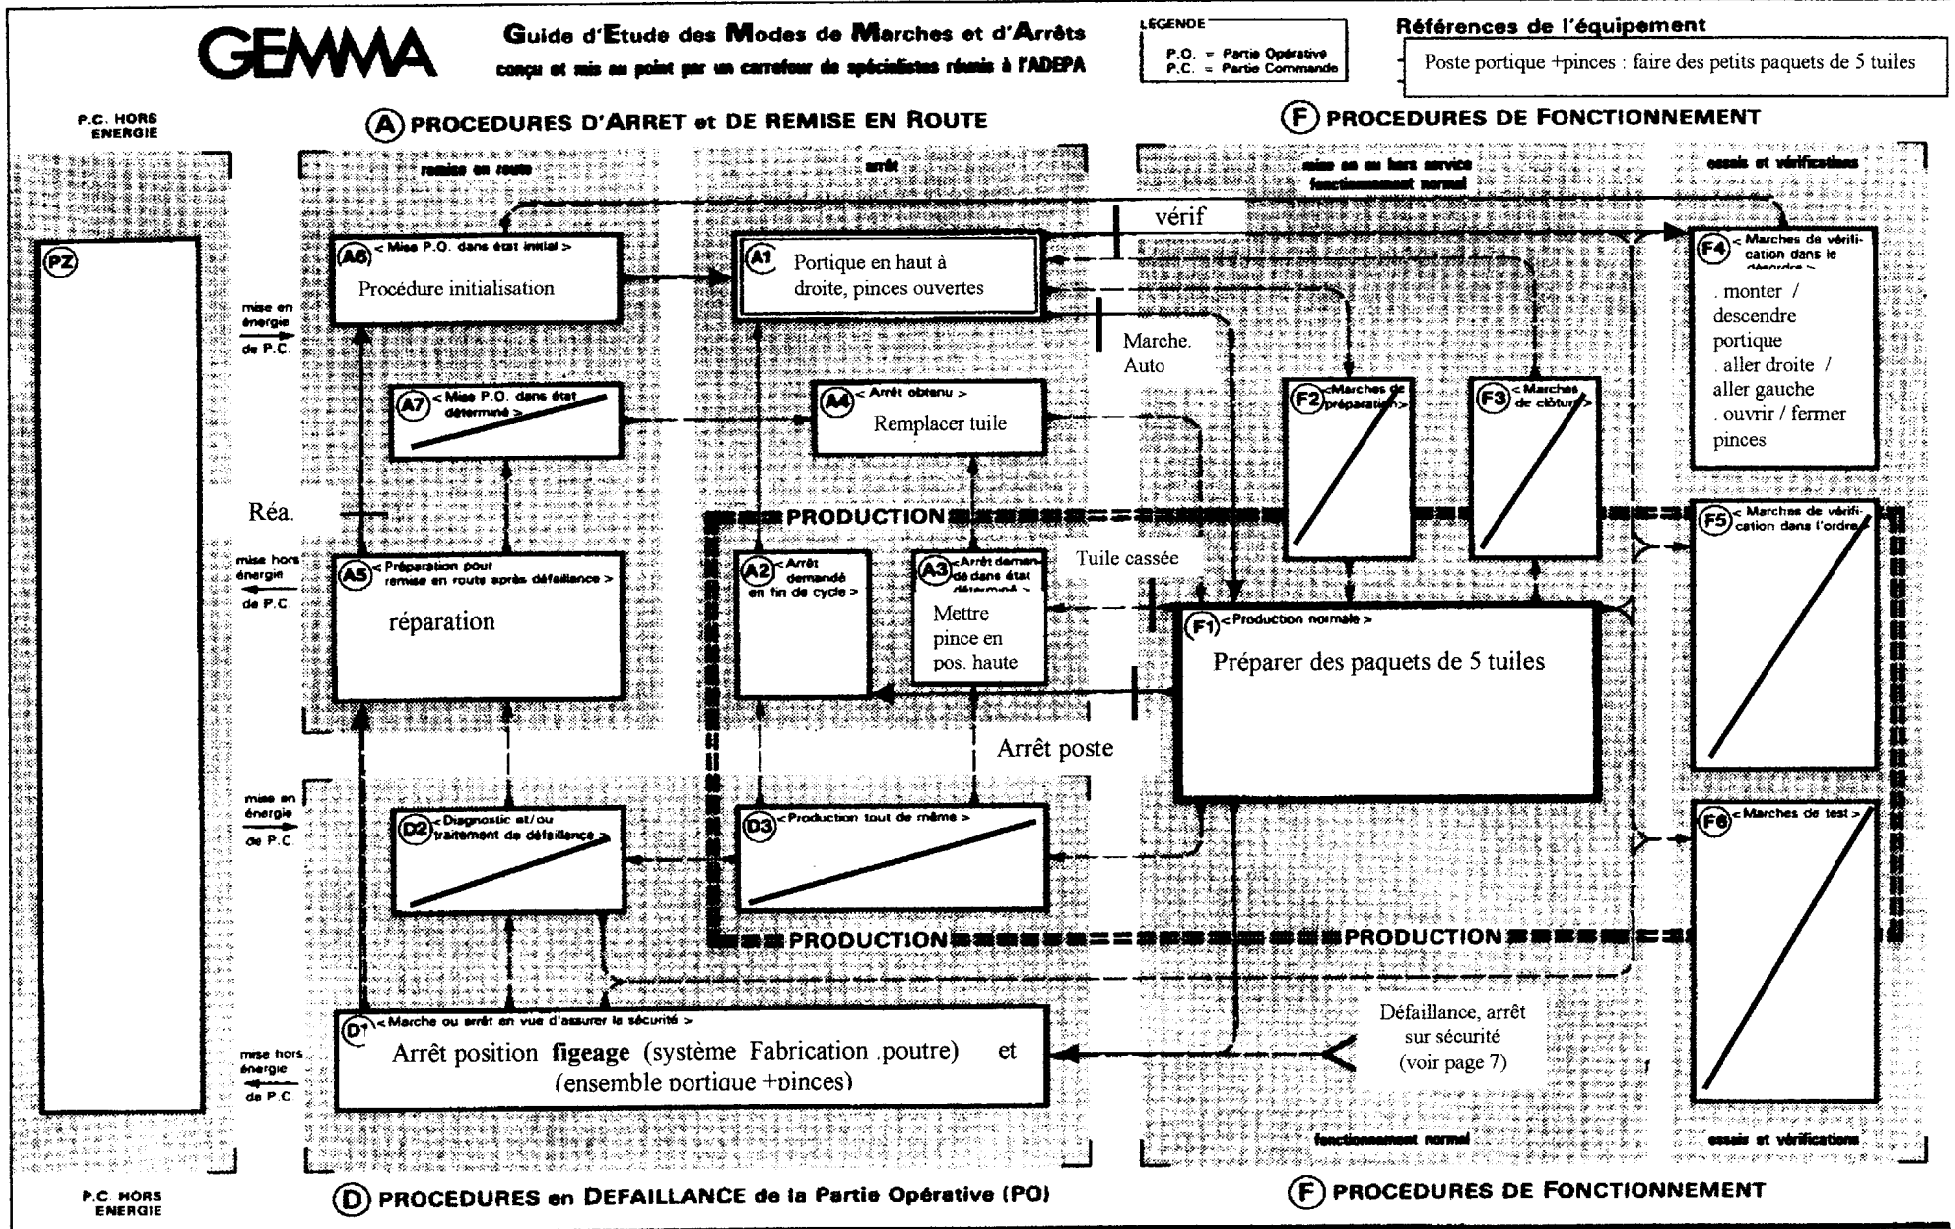 GEMMA
Guide d'Etude des Modes de Marches et d'Arrêts
conçu et mis au point par un carrefour de spécialistes réunis à l'ADEPA
LEGENDE
P.O. = Partie Opérative
P.C. = Partie Commande
Références de l'équipement
Poste portique +pinces : faire des petits paquets de 5 tuiles
P.C. HORS
ENERGIE
A PROCEDURES D'ARRET et DE REMISE EN ROUTE
F PROCEDURES DE FONCTIONNEMENT
remise en route
arrêt
mise en ou hors service
fonctionnement normal
essais et vérifications
PZ
A6 < Mise P.O. dans état initial >
Procédure initialisation
A1
Portique en haut à
droite, pinces ouvertes
vérif
F4 < Marches de vérifi-
cation dans le
désordre >
. monter /
descendre
portique
. aller droite /
aller gauche
. ouvrir / fermer
pinces
mise en
énergie
de P.C.
Marche.
Auto
A7 < Mise P.O. dans état
déterminé >
A4 < Arrêt obtenu >
Remplacer tuile
F2 <Marches de
préparation>
F3 < Marches
de clôture>
Réa.
PRODUCTION
F5 < Marches de vérifi-
cation dans l'ordre
mise hors
énergie
de P.C.
A5 < Préparation pour
remise en route après défaillance >
réparation
A2 < Arrêt
demandé
en fin de cycle >
A3 <Arrêt deman-
dé dans état
déterminé >
Mettre
pince en
pos. haute
Tuile cassée
F1 <Production normale >
Préparer des paquets de 5 tuiles
Arrêt poste
mise en
énergie
de P.C.
D2 < Diagnostic et/ou
traitement de défaillance >
D3 <Production tout de même >
F6 < Marches de test >
PRODUCTION
PRODUCTION
D1 < Marche ou arrêt en vue d'assurer la sécurité >
Arrêt position figeage (système Fabrication .poutre) et
(ensemble portique +pinces)
Défaillance, arrêt
sur sécurité
(voir page 7)
mise hors
énergie
de P.C
fonctionnement normal
essais et vérifications
P.C. HORS
ENERGIE
D PROCEDURES en DEFAILLANCE de la Partie Opérative (PO)
F PROCEDURES DE FONCTIONNEMENT